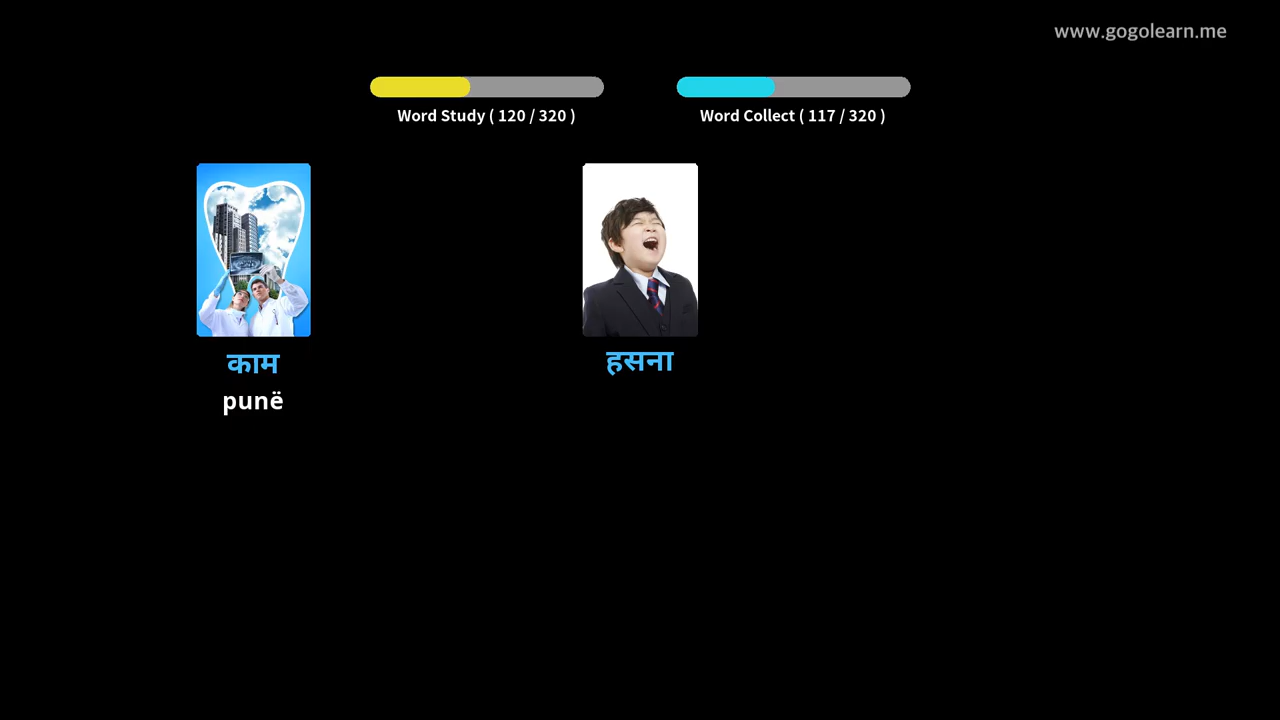 www.gogolearn.me
Word Study ( 120 / 320 )
Word Collect ( 117 / 320 )
काम
punë
हसना